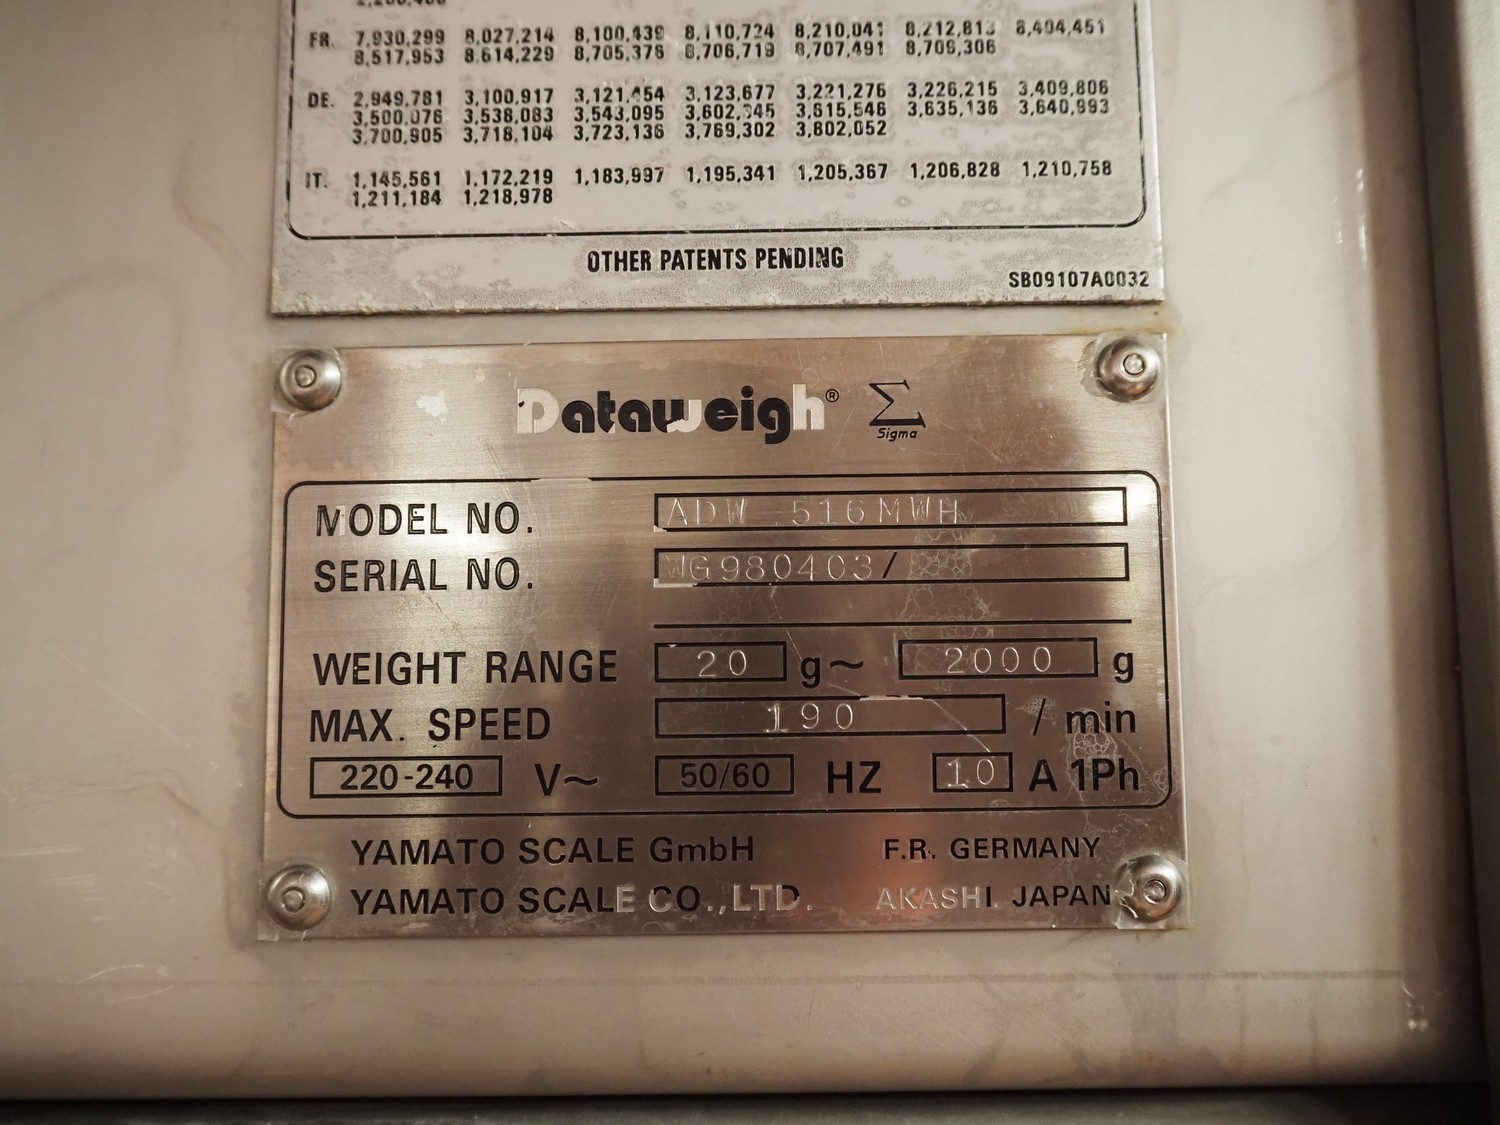 FR. 7,930,299 8,027,214 8,100,439 8,110,724 8,210,041 8,212,813 8,404,451
8,517,953 8,614,229 8,705,376 8,706,719 8,707,491 8,709,306
DE. 2,949,781 3,100,917 3,121,454 3,123,677 3,221,276 3,226,215 3,409,806
3,500,076 3,538,083 3,543,095 3,615,546 3,635,136 3,640,993
3,700,905 3,718,104 3,723,136 3,769,302 3,802,052
IT. 1,145,561 1,172,219 1,183,997 1,195,341 1,205,367 1,206,828 1,210,758
1,211,184 1,218,978
OTHER PATENTS PENDING
SB09107A0032
Dataweigh® Σ
Sigma
MODEL NO. ADW 516MWH
SERIAL NO. WG980403/
WEIGHT RANGE 20 g~ 2000 g
MAX. SPEED 190 / min
220-240 V~ 50/60 HZ 10 A 1Ph
YAMATO SCALE GmbH F.R. GERMANY
YAMATO SCALE CO.,LTD. AKASHI. JAPAN